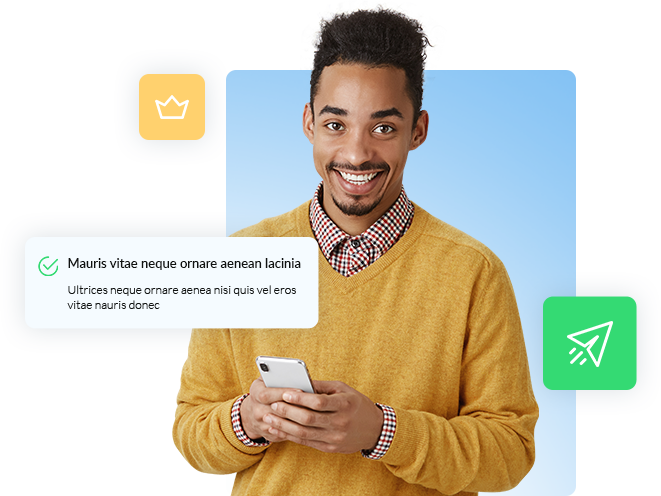 Mauris vitae neque ornare aenean lacinia
Ultrices neque ornare aenea nisi quis vel eros
vitae nauris donec